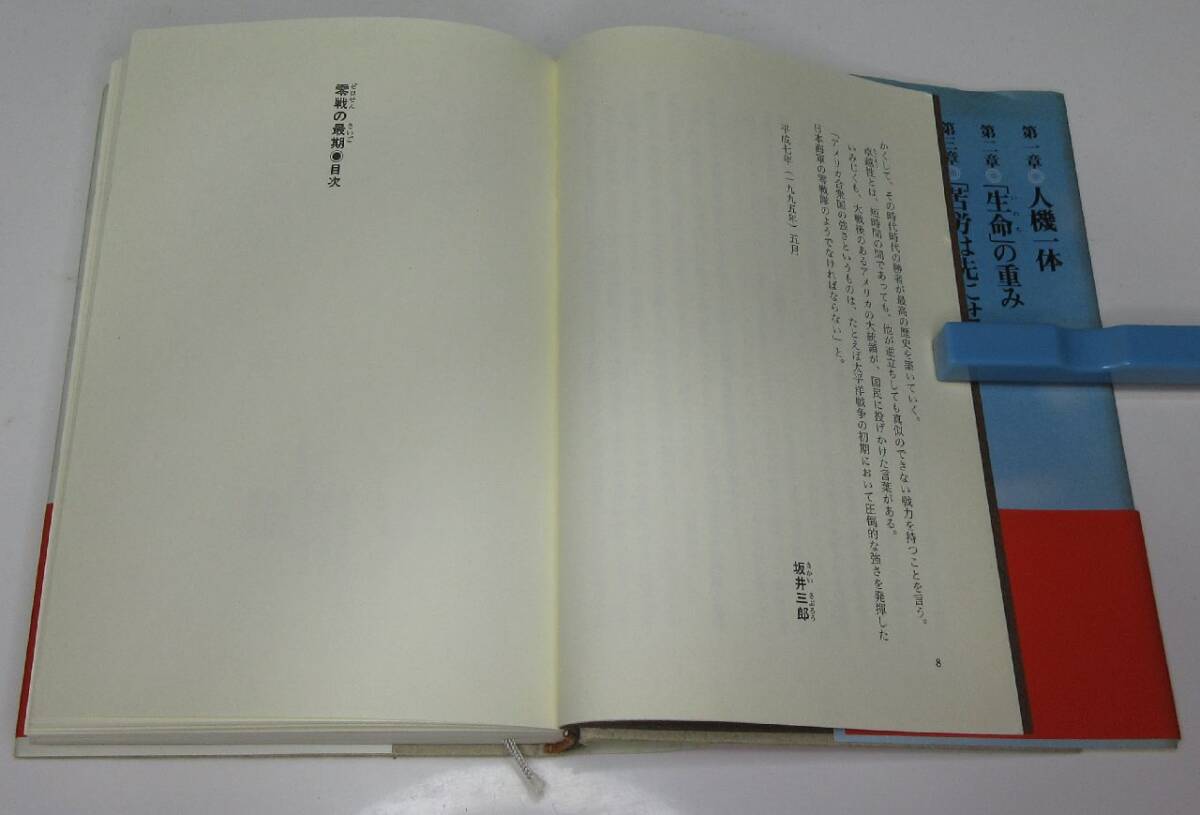 第一章◎人機一体
第二章◎「生命」の重み
第三章◎「苦労は先にせ
かくして、その時代時代の勝者が最高の歴史を築いていく。
卓越性とは、短時間の間であっても、他が逆立ちしても真似のできない戦力を持つことを言う。
いみじくも、大戦後のあるアメリカの大統領が、国民に投げかけた言葉がある。
「アメリカ合衆国の強さというものは、たとえば太平洋戦争の初期において圧倒的な強さを発揮した
日本海軍の零戦隊のようでなければならない」と。
平成七年（一九九五年）五月
坂井三郎
8
零戦の最期◉目次